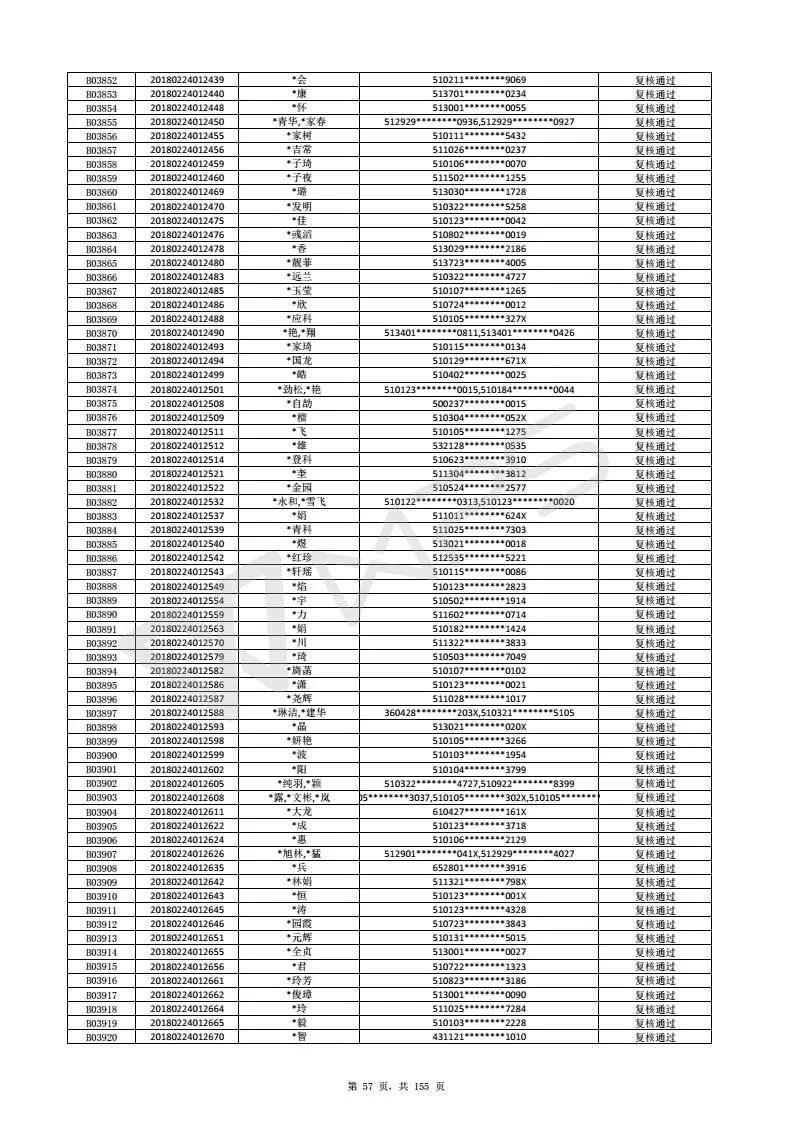 B03852 20180224012439 *会 510211********9069 复核通过
B03853 20180224012440 *康 513701********0234 复核通过
B03854 20180224012448 *怀 513001********0055 复核通过
B03855 20180224012450 *青华,*家春 512929********0936,512929********0927 复核通过
B03856 20180224012455 *家树 510111********5432 复核通过
B03857 20180224012456 *吉常 511026********0237 复核通过
B03858 20180224012459 *子琦 510106********0070 复核通过
B03859 20180224012460 *子夜 511502********1255 复核通过
B03860 20180224012469 *璐 513030********1728 复核通过
B03861 20180224012470 *发明 510322********5258 复核通过
B03862 20180224012475 *佳 510123********0042 复核通过
B03863 20180224012476 *彧滔 510802********0019 复核通过
B03864 20180224012478 *香 513029********2186 复核通过
B03865 20180224012480 *靓菲 513723********4005 复核通过
B03866 20180224012483 *远兰 510322********4727 复核通过
B03867 20180224012485 *玉莹 510107********1265 复核通过
B03868 20180224012486 *欣 510724********0012 复核通过
B03869 20180224012488 *应科 510105********327X 复核通过
B03870 20180224012490 *艳,*翔 513401********0811,513401********0426 复核通过
B03871 20180224012493 *家琦 510115********0134 复核通过
B03872 20180224012494 *国龙 510129********671X 复核通过
B03873 20180224012499 *皓 510402********0025 复核通过
B03874 20180224012501 *劲松,*艳 510123********0015,510184********0044 复核通过
B03875 20180224012508 *自劼 500237********0015 复核通过
B03876 20180224012509 *榴 510304********052X 复核通过
B03877 20180224012511 *飞 510105********1275 复核通过
B03878 20180224012512 *雄 532128********0535 复核通过
B03879 20180224012514 *登科 510623********3910 复核通过
B03880 20180224012521 *奎 511304********3812 复核通过
B03881 20180224012522 *金园 510524********2577 复核通过
B03882 20180224012532 *永和,*雪飞 510122********0313,510123********0020 复核通过
B03883 20180224012537 *娟 511011********624X 复核通过
B03884 20180224012539 *青科 511025********7303 复核通过
B03885 20180224012540 *煜 513021********0018 复核通过
B03886 20180224012542 *红珍 512535********5221 复核通过
B03887 20180224012543 *轩瑶 510115********0086 复核通过
B03888 20180224012549 *焰 510123********2823 复核通过
B03889 20180224012554 *宇 510502********1914 复核通过
B03890 20180224012559 *力 511602********0714 复核通过
B03891 20180224012563 *娟 510182********1424 复核通过
B03892 20180224012570 *川 511322********3833 复核通过
B03893 20180224012579 *琦 510503********7049 复核通过
B03894 20180224012582 *旖菡 510107********0102 复核通过
B03895 20180224012586 *潇 510123********0021 复核通过
B03896 20180224012587 *尧辉 511028********1017 复核通过
B03897 20180224012588 *琳洁,*建华 360428********203X,510321********5105 复核通过
B03898 20180224012593 *晶 513021********020X 复核通过
B03899 20180224012598 *妍艳 510105********3266 复核通过
B03900 20180224012599 *波 510103********1954 复核通过
B03901 20180224012602 *阳 510104********3799 复核通过
B03902 20180224012605 *纯羽,*颖 510322********4727,510922********8399 复核通过
B03903 20180224012608 *露,*文彬,*岚 05********3037,510105********302X,510105******** 复核通过
B03904 20180224012611 *大龙 610427********161X 复核通过
B03905 20180224012622 *成 510123********3718 复核通过
B03906 20180224012624 *惠 510106********2129 复核通过
B03907 20180224012626 *旭林,*猛 512901********041X,512929********4027 复核通过
B03908 20180224012635 *兵 652801********3916 复核通过
B03909 20180224012642 *林娟 511321********798X 复核通过
B03910 20180224012643 *恒 510123********001X 复核通过
B03911 20180224012645 *涛 510123********4328 复核通过
B03912 20180224012646 *园霞 510723********3843 复核通过
B03913 20180224012651 *元辉 510131********5015 复核通过
B03914 20180224012655 *全贞 513001********0027 复核通过
B03915 20180224012656 *君 510722********1323 复核通过
B03916 20180224012661 *玲芳 510823********3186 复核通过
B03917 20180224012662 *俊璋 513001********0090 复核通过
B03918 20180224012664 *玲 511025********7284 复核通过
B03919 20180224012665 *毅 510103********2228 复核通过
B03920 20180224012670 *智 431121********1010 复核通过
第 57 页，共 155 页